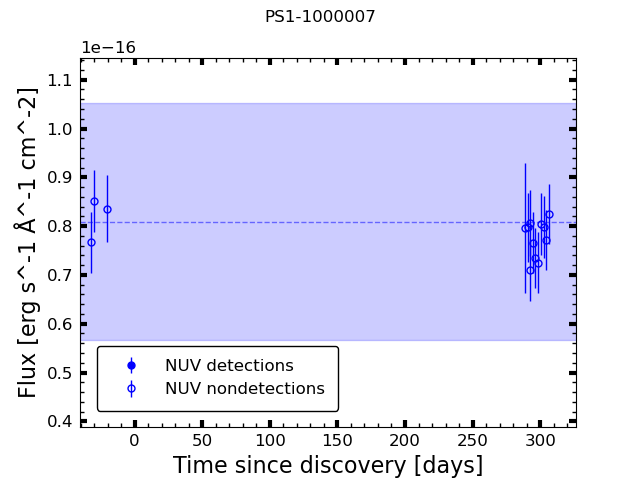 PS1-1000007
1e−16
1.1
1.0
0.9
0.8
0.7
0.6
0.5
0.4
Flux [erg s^-1 Å^-1 cm^-2]
NUV detections
NUV nondetections
0 50 100 150 200 250 300
Time since discovery [days]